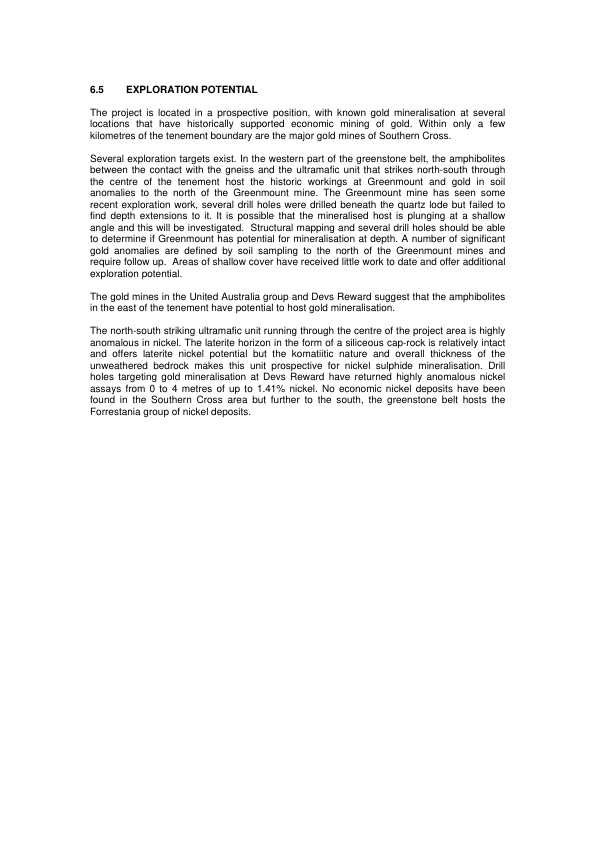 6.5 EXPLORATION POTENTIAL
The project is located in a prospective position, with known gold mineralisation at several
locations that have historically supported economic mining of gold. Within only a few
kilometres of the tenement boundary are the major gold mines of Southern Cross.
Several exploration targets exist. In the western part of the greenstone belt, the amphibolites
between the contact with the gneiss and the ultramafic unit that strikes north-south through
the centre of the tenement host the historic workings at Greenmount and gold in soil
anomalies to the north of the Greenmount mine. The Greenmount mine has seen some
recent exploration work, several drill holes were drilled beneath the quartz lode but failed to
find depth extensions to it. It is possible that the mineralised host is plunging at a shallow
angle and this will be investigated. Structural mapping and several drill holes should be able
to determine if Greenmount has potential for mineralisation at depth. A number of significant
gold anomalies are defined by soil sampling to the north of the Greenmount mines and
require follow up. Areas of shallow cover have received little work to date and offer additional
exploration potential.
The gold mines in the United Australia group and Devs Reward suggest that the amphibolites
in the east of the tenement have potential to host gold mineralisation.
The north-south striking ultramafic unit running through the centre of the project area is highly
anomalous in nickel. The laterite horizon in the form of a siliceous cap-rock is relatively intact
and offers laterite nickel potential but the komatiitic nature and overall thickness of the
unweathered bedrock makes this unit prospective for nickel sulphide mineralisation. Drill
holes targeting gold mineralisation at Devs Reward have returned highly anomalous nickel
assays from 0 to 4 metres of up to 1.41% nickel. No economic nickel deposits have been
found in the Southern Cross area but further to the south, the greenstone belt hosts the
Forrestania group of nickel deposits.